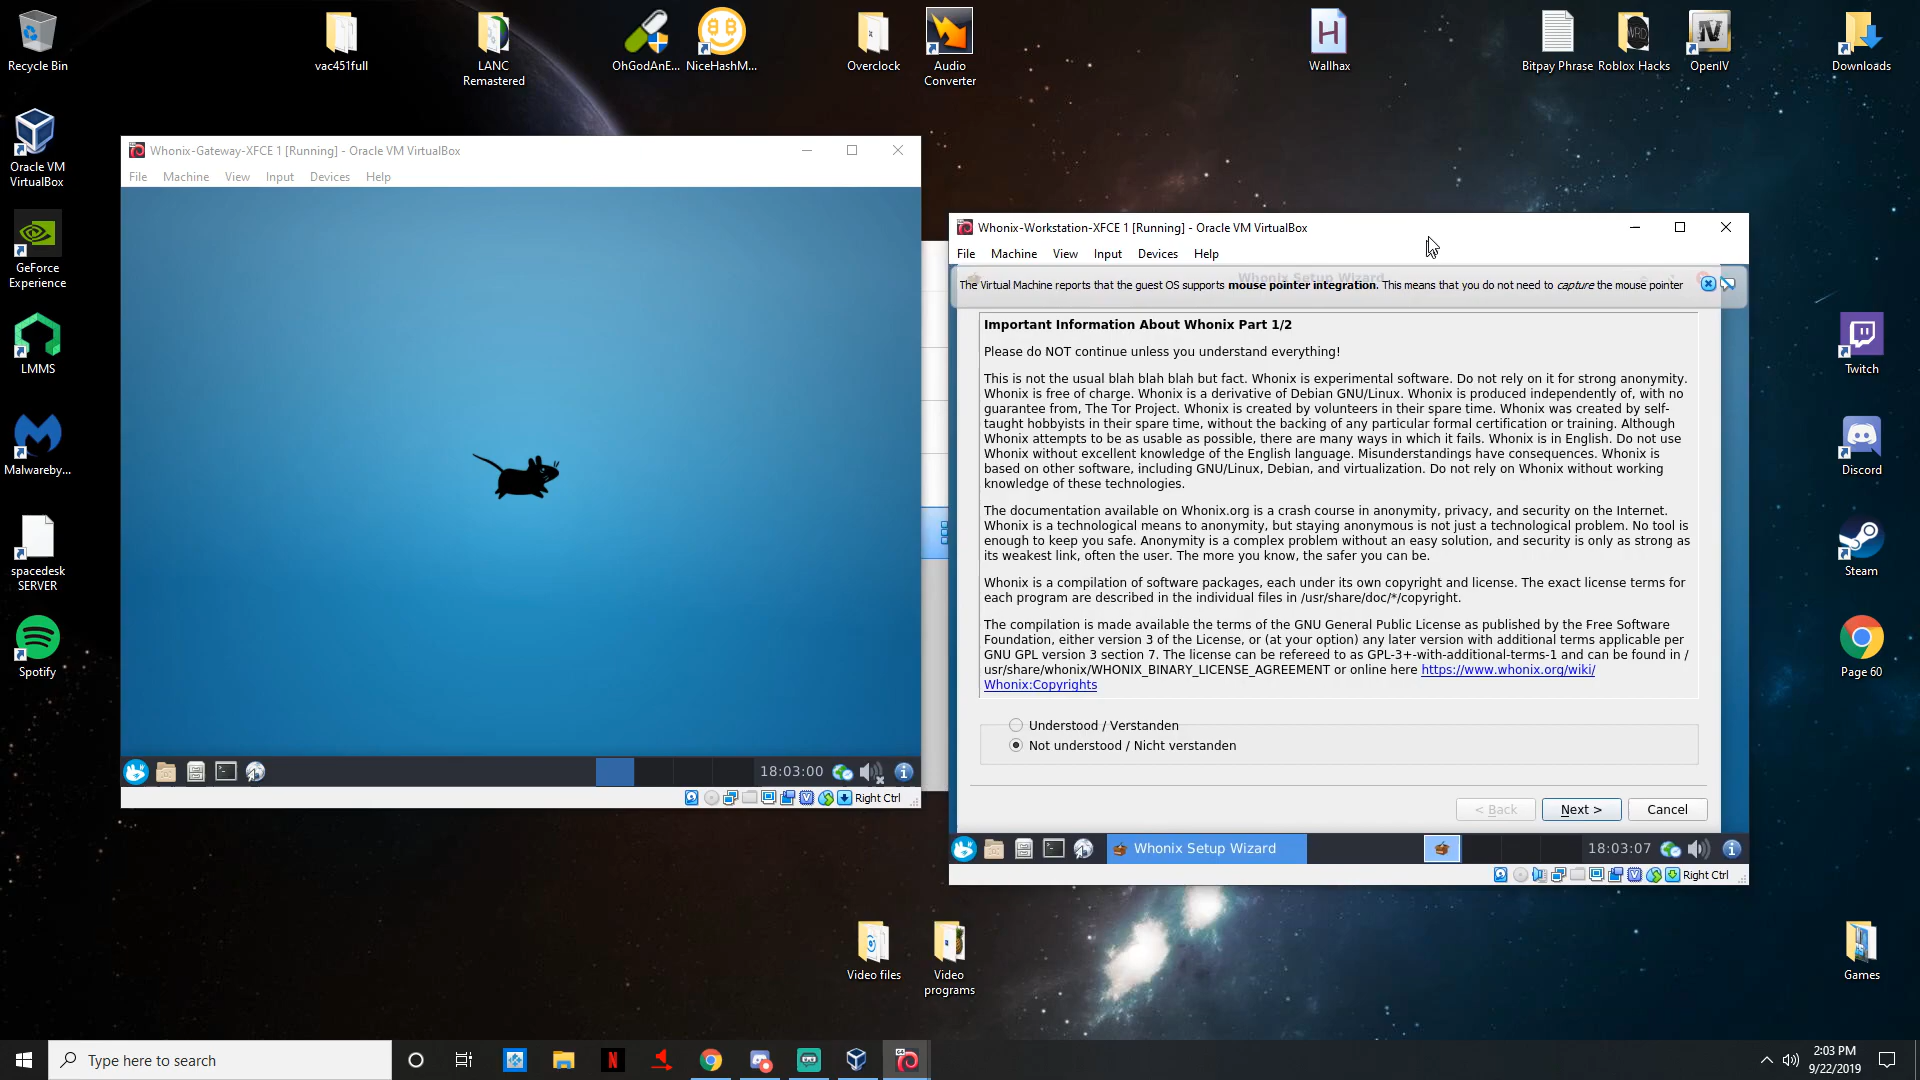 Recycle Bin
vac451full
LANC
Remastered
OhGodAnE...
NiceHashM...
Overclock
Audio
Converter
H
Wallhax
Bitpay Phrase
Roblox Hacks
OpenIV
Downloads
Oracle VM
VirtualBox
GeForce
Experience
LMMS
Malwareby...
spacedesk
SERVER
Spotify
Whonix-Gateway-XFCE 1 [Running] - Oracle VM VirtualBox
File Machine View Input Devices Help
18:03:00
Right Ctrl
Whonix-Workstation-XFCE 1 [Running] - Oracle VM VirtualBox
File Machine View Input Devices Help
Whonix Setup Wizard
The Virtual Machine reports that the guest OS supports mouse pointer integration. This means that you do not need to capture the mouse pointer
Important Information About Whonix Part 1/2
Please do NOT continue unless you understand everything!
This is not the usual blah blah blah but fact. Whonix is experimental software. Do not rely on it for strong anonymity.
Whonix is free of charge. Whonix is a derivative of Debian GNU/Linux. Whonix is produced independently of, with no
guarantee from, The Tor Project. Whonix is created by volunteers in their spare time. Whonix was created by self-
taught hobbyists in their spare time, without the backing of any particular formal certification or training. Although
Whonix attempts to be as usable as possible, there are many ways in which it fails. Whonix is in English. Do not use
Whonix without excellent knowledge of the English language. Misunderstandings have consequences. Whonix is
based on other software, including GNU/Linux, Debian, and virtualization. Do not rely on Whonix without working
knowledge of these technologies.
The documentation available on Whonix.org is a crash course in anonymity, privacy, and security on the Internet.
Whonix is a technological means to anonymity, but staying anonymous is not just a technological problem. No tool is
enough to keep you safe. Anonymity is a complex problem without an easy solution, and security is only as strong as
its weakest link, often the user. The more you know, the safer you can be.
Whonix is a compilation of software packages, each under its own copyright and license. The exact license terms for
each program are described in the individual files in /usr/share/doc/*/copyright.
The compilation is made available the terms of the GNU General Public License as published by the Free Software
Foundation, either version 3 of the License, or (at your option) any later version with additional terms applicable per
GNU GPL version 3 section 7. The license can be refereed to as GPL-3+-with-additional-terms-1 and can be found in /
usr/share/whonix/WHONIX_BINARY_LICENSE_AGREEMENT or online here https://www.whonix.org/wiki/
Whonix:Copyrights
Understood / Verstanden
Not understood / Nicht verstanden
< Back Next > Cancel
Whonix Setup Wizard
18:03:07
Right Ctrl
Twitch
Discord
Steam
Page 60
Games
Video files
Video
programs
Type here to search
2:03 PM
9/22/2019